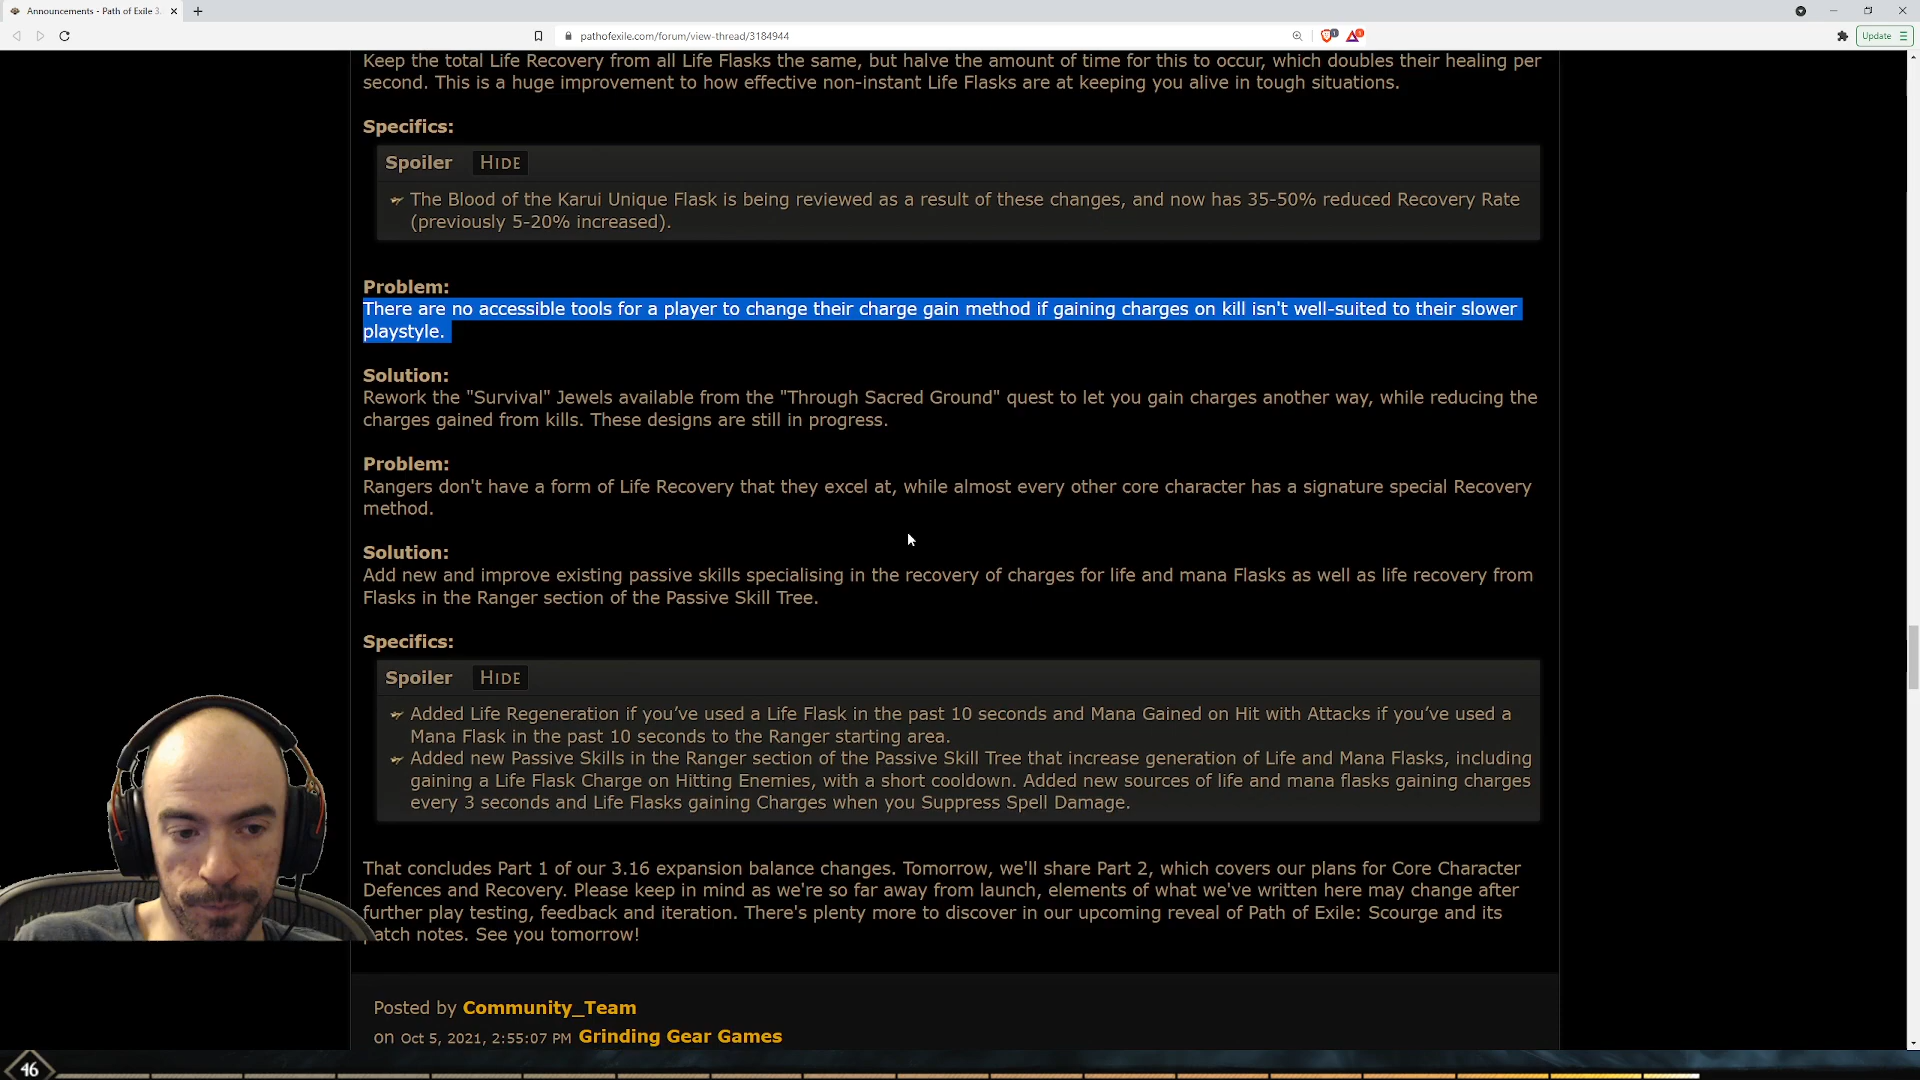 Announcements - Path of Exile 3.
pathofexile.com/forum/view-thread/3184944
Update
Keep the total Life Recovery from all Life Flasks the same, but halve the amount of time for this to occur, which doubles their healing per
second. This is a huge improvement to how effective non-instant Life Flasks are at keeping you alive in tough situations.
Specifics:
Spoiler HIDE
The Blood of the Karui Unique Flask is being reviewed as a result of these changes, and now has 35-50% reduced Recovery Rate
(previously 5-20% increased).
Problem:
There are no accessible tools for a player to change their charge gain method if gaining charges on kill isn't well-suited to their slower
playstyle.
Solution:
Rework the "Survival" Jewels available from the "Through Sacred Ground" quest to let you gain charges another way, while reducing the
charges gained from kills. These designs are still in progress.
Problem:
Rangers don't have a form of Life Recovery that they excel at, while almost every other core character has a signature special Recovery
method.
Solution:
Add new and improve existing passive skills specialising in the recovery of charges for life and mana Flasks as well as life recovery from
Flasks in the Ranger section of the Passive Skill Tree.
Specifics:
Spoiler HIDE
Added Life Regeneration if you’ve used a Life Flask in the past 10 seconds and Mana Gained on Hit with Attacks if you’ve used a
Mana Flask in the past 10 seconds to the Ranger starting area.
Added new Passive Skills in the Ranger section of the Passive Skill Tree that increase generation of Life and Mana Flasks, including
gaining a Life Flask Charge on Hitting Enemies, with a short cooldown. Added new sources of life and mana flasks gaining charges
every 3 seconds and Life Flasks gaining Charges when you Suppress Spell Damage.
That concludes Part 1 of our 3.16 expansion balance changes. Tomorrow, we'll share Part 2, which covers our plans for Core Character
Defences and Recovery. Please keep in mind as we're so far away from launch, elements of what we've written here may change after
further play testing, feedback and iteration. There's plenty more to discover in our upcoming reveal of Path of Exile: Scourge and its
patch notes. See you tomorrow!
Posted by Community_Team
on Oct 5, 2021, 2:55:07 PM Grinding Gear Games
46